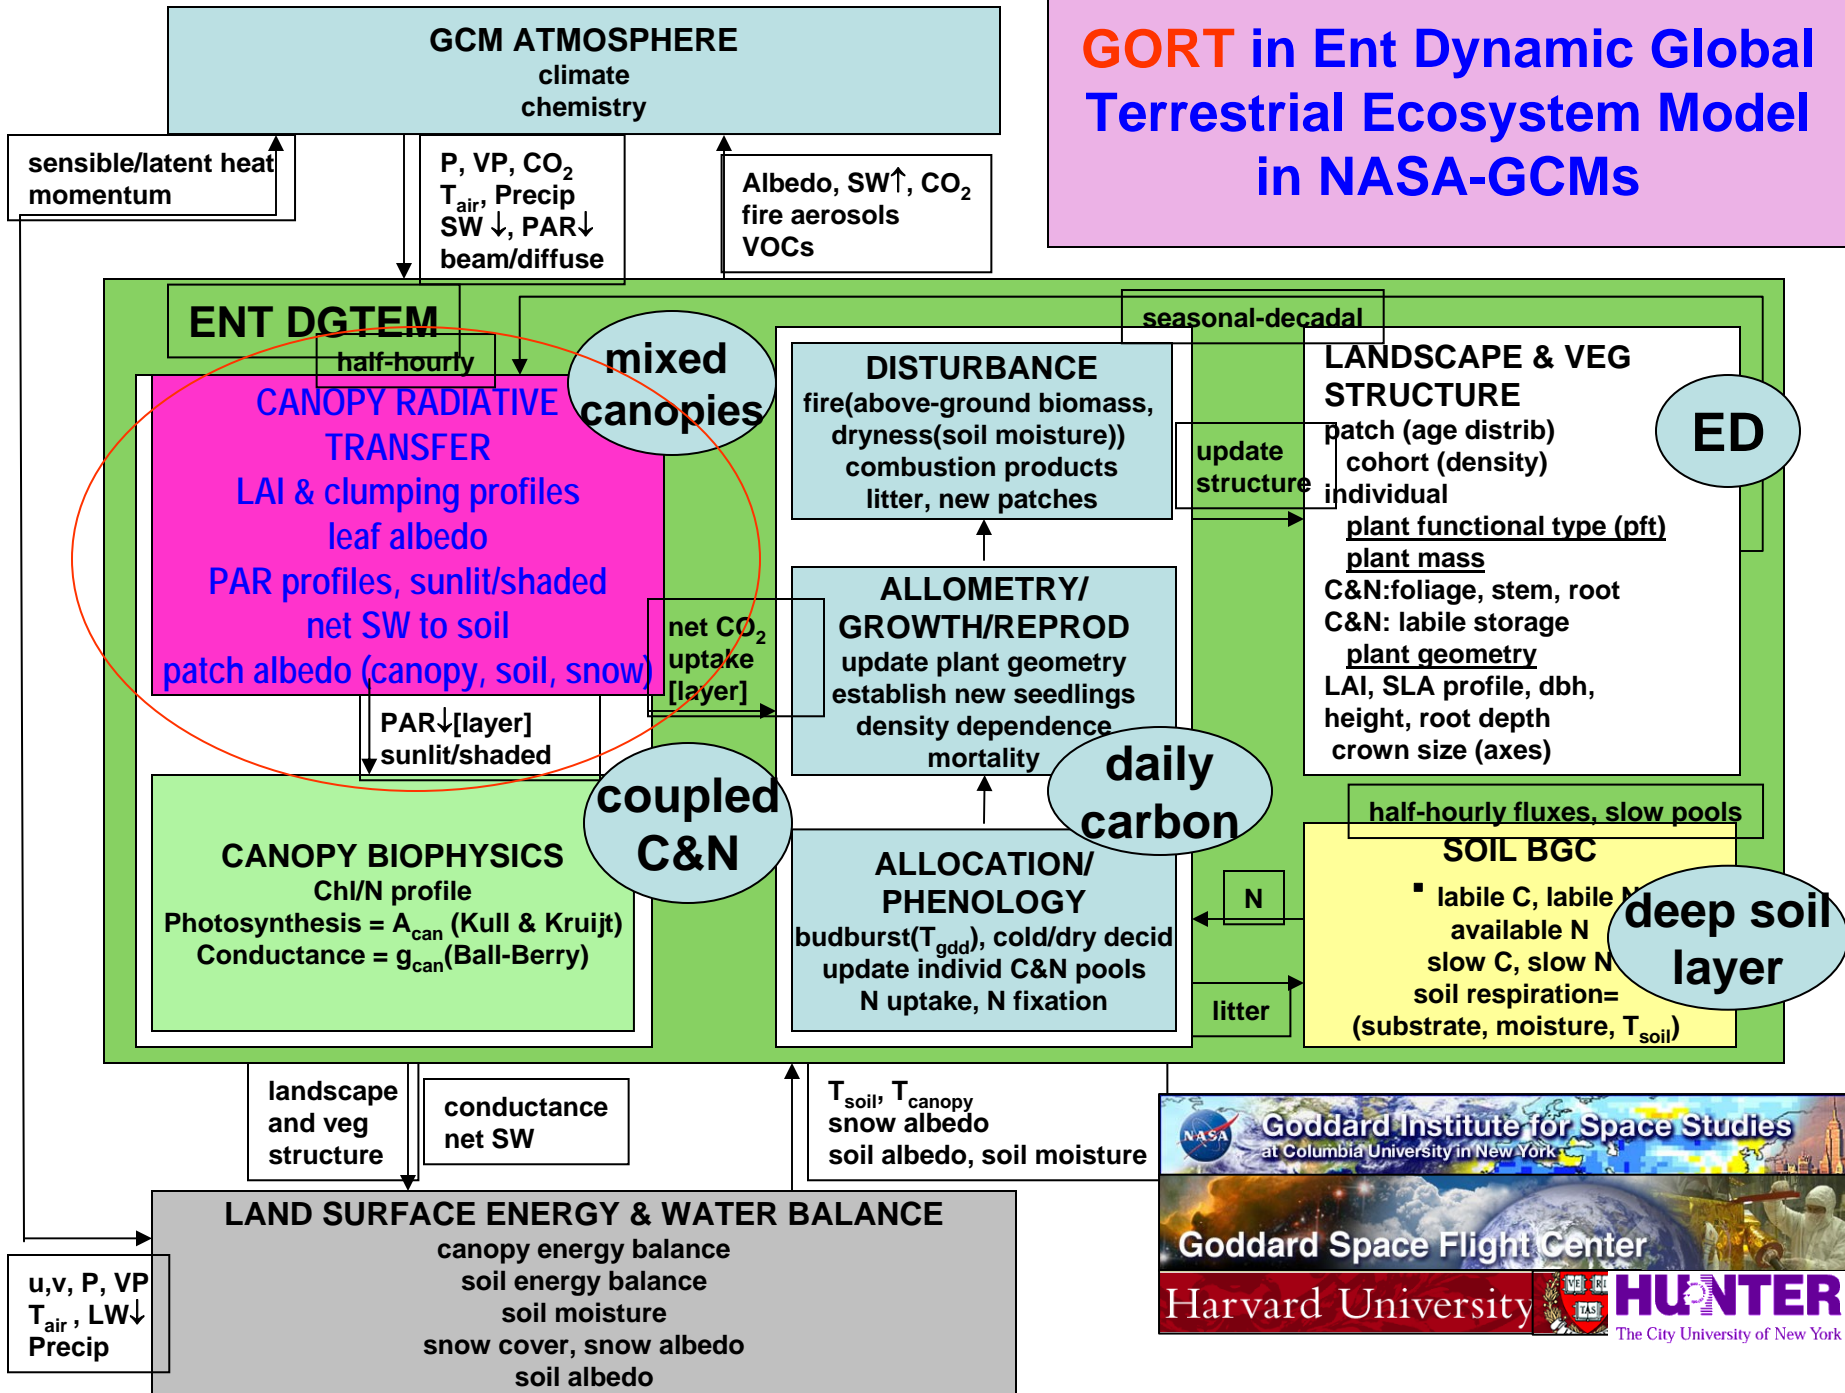 GCM ATMOSPHERE
climate
chemistry
GORT in Ent Dynamic Global
Terrestrial Ecosystem Model
in NASA-GCMs
sensible/latent heat
momentum
P, VP, CO₂
T_air, Precip
SW ↓, PAR↓
beam/diffuse
Albedo, SW↑, CO₂
fire aerosols
VOCs
ENT DGTEM
half-hourly
mixed
canopies
seasonal-decadal
CANOPY RADIATIVE
TRANSFER
LAI & clumping profiles
leaf albedo
PAR profiles, sunlit/shaded
net SW to soil
patch albedo (canopy, soil, snow)
PAR↓[layer]
sunlit/shaded
coupled
C&N
CANOPY BIOPHYSICS
Chl/N profile
Photosynthesis = A_can (Kull & Kruijt)
Conductance = g_can(Ball-Berry)
net CO₂
uptake
[layer]
DISTURBANCE
fire(above-ground biomass,
dryness(soil moisture))
combustion products
litter, new patches
ALLOMETRY/
GROWTH/REPROD
update plant geometry
establish new seedlings
density dependence
mortality
daily
carbon
ALLOCATION/
PHENOLOGY
budburst(T_gdd), cold/dry decid
update individ C&N pools
N uptake, N fixation
update
structure
LANDSCAPE & VEG
STRUCTURE
patch (age distrib)
cohort (density)
individual
plant functional type (pft)
plant mass
C&N:foliage, stem, root
C&N: labile storage
plant geometry
LAI, SLA profile, dbh,
height, root depth
crown size (axes)
ED
half-hourly fluxes, slow pools
SOIL BGC
▪ labile C, labile N
available N
slow C, slow N
soil respiration=
(substrate, moisture, T_soil)
deep soil
layer
N
litter
landscape
and veg
structure
conductance
net SW
T_soil, T_canopy
snow albedo
soil albedo, soil moisture
LAND SURFACE ENERGY & WATER BALANCE
canopy energy balance
soil energy balance
soil moisture
snow cover, snow albedo
soil albedo
u,v, P, VP
T_air , LW↓
Precip
NASA
Goddard Institute for Space Studies
at Columbia University in New York
Goddard Space Flight Center
Harvard University
VE RI TAS
HUNTER
The City University of New York